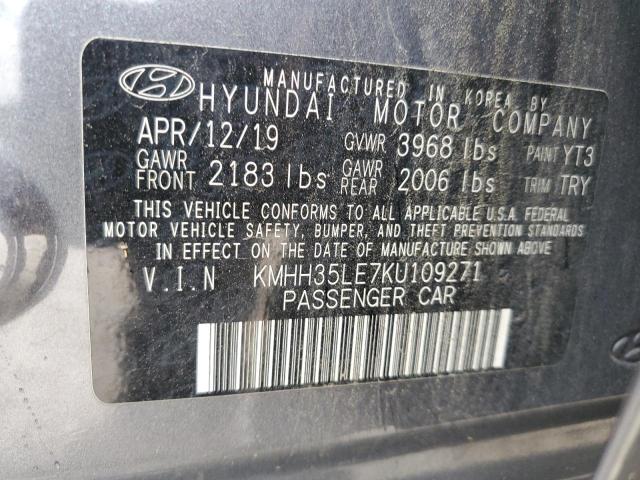 MANUFACTURED IN KOREA BY
HYUNDAI MOTOR COMPANY
APR/12/19 GVWR 3968 lbs PAINT YT3
GAWR FRONT 2183 lbs GAWR REAR 2006 lbs TRIM TRY
THIS VEHICLE CONFORMS TO ALL APPLICABLE U.S.A. FEDERAL
MOTOR VEHICLE SAFETY, BUMPER, AND THEFT PREVENTION STANDARDS
IN EFFECT ON THE DATE OF MANUFACTURE SHOWN ABOVE
V.I.N KMHH35LE7KU109271
PASSENGER CAR